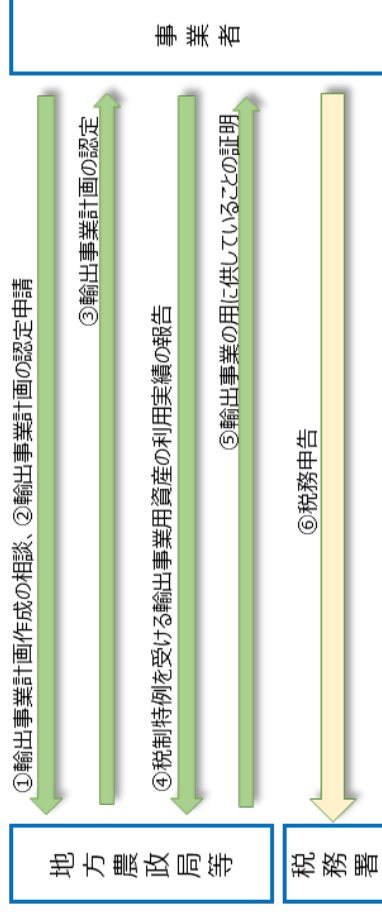 事業者
①輸出事業計画作成の相談、②輸出事業計画の認定申請
③輸出事業計画の認定
④税制特例を受ける輸出事業用資産の利用実績の報告
⑤輸出事業の用に供していることの証明
⑥税務申告
地方農政局等
税務署